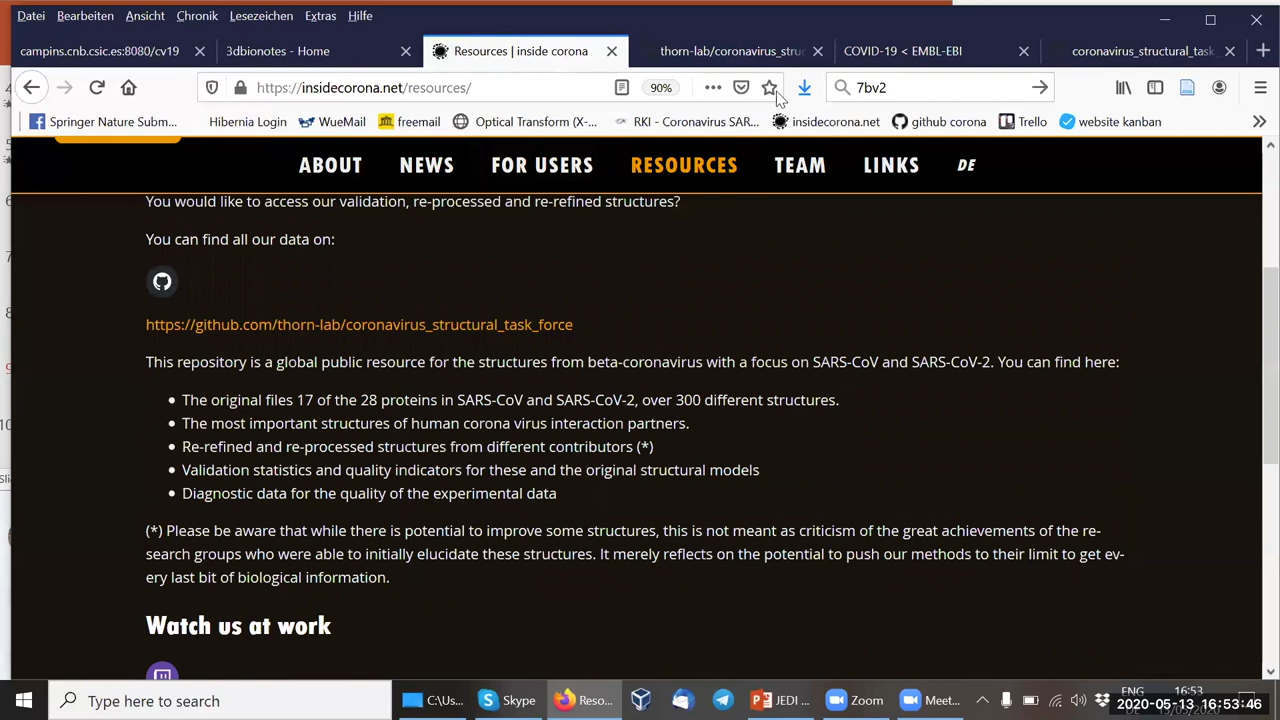 Datei Bearbeiten Ansicht Chronik Lesezeichen Extras Hilfe
campins.cnb.csic.es:8080/cv19 3dbionotes - Home Resources | inside corona thorn-lab/coronavirus_struc COVID-19 < EMBL-EBI coronavirus_structural_task_
https://insidecorona.net/resources/ 90% 7bv2
Springer Nature Subm... Hibernia Login WueMail freemail Optical Transform (X-... RKI - Coronavirus SAR... insidecorona.net github corona Trello website kanban
ABOUT NEWS FOR USERS RESOURCES TEAM LINKS DE
You would like to access our validation, re-processed and re-refined structures?
You can find all our data on:
https://github.com/thorn-lab/coronavirus_structural_task_force
This repository is a global public resource for the structures from beta-coronavirus with a focus on SARS-CoV and SARS-CoV-2. You can find here:
The original files 17 of the 28 proteins in SARS-CoV and SARS-CoV-2, over 300 different structures.
The most important structures of human corona virus interaction partners.
Re-refined and re-processed structures from different contributors (*)
Validation statistics and quality indicators for these and the original structural models
Diagnostic data for the quality of the experimental data
(*) Please be aware that while there is potential to improve some structures, this is not meant as criticism of the great achievements of the re-
search groups who were able to initially elucidate these structures. It merely reflects on the potential to push our methods to their limit to get ev-
ery last bit of biological information.
Watch us at work
Type here to search C:\Us... Skype Reso... JEDI ... Zoom Meet... ENG 16:53
2020-05-13 16:53:46